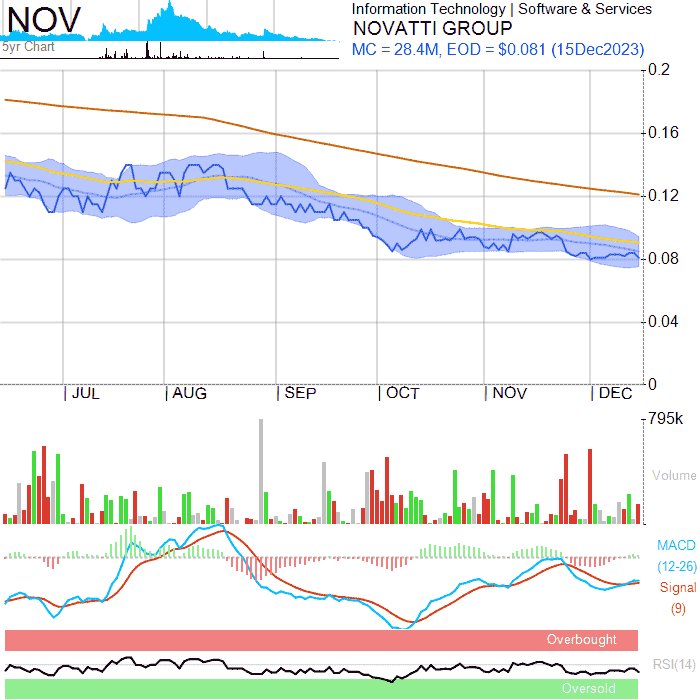 NOV
5yr Chart
Information Technology | Software & Services
NOVATTI GROUP
MC = 28.4M, EOD = $0.081 (15Dec2023)
0.2
0.16
0.12
0.08
0.04
0
JUL AUG SEP OCT NOV DEC
795k
Volume
MACD
(12-26)
Signal
(9)
Overbought
RSI(14)
Oversold